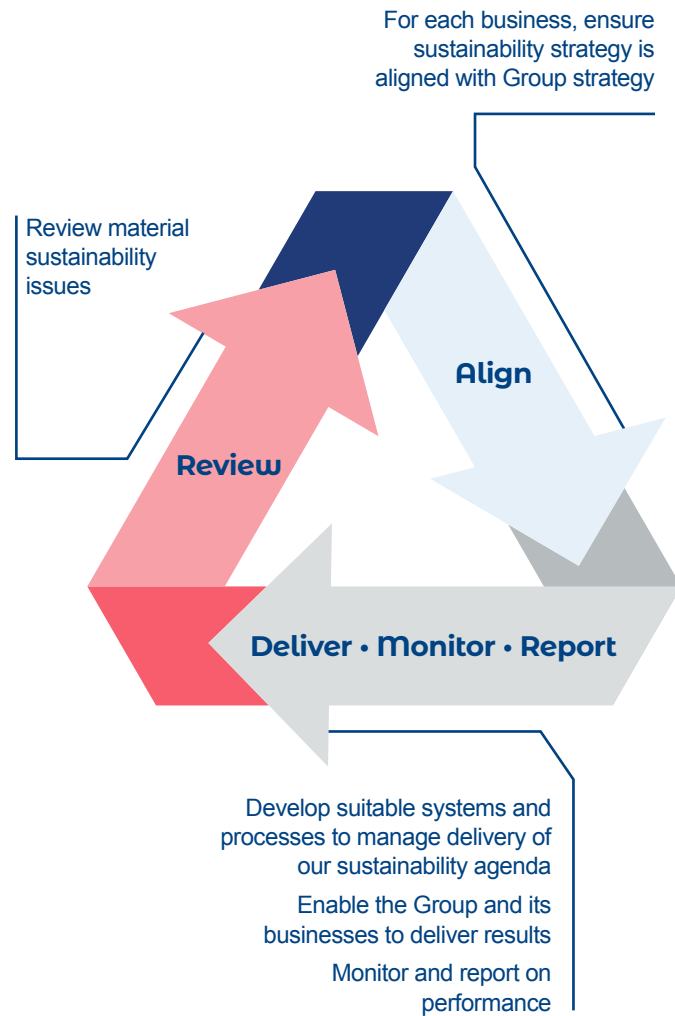 For each business, ensure
sustainability strategy is
aligned with Group strategy
Review material
sustainability
issues
Align
Review
Deliver • Monitor • Report
Develop suitable systems and
processes to manage delivery of
our sustainability agenda
Enable the Group and its
businesses to deliver results
Monitor and report on
performance